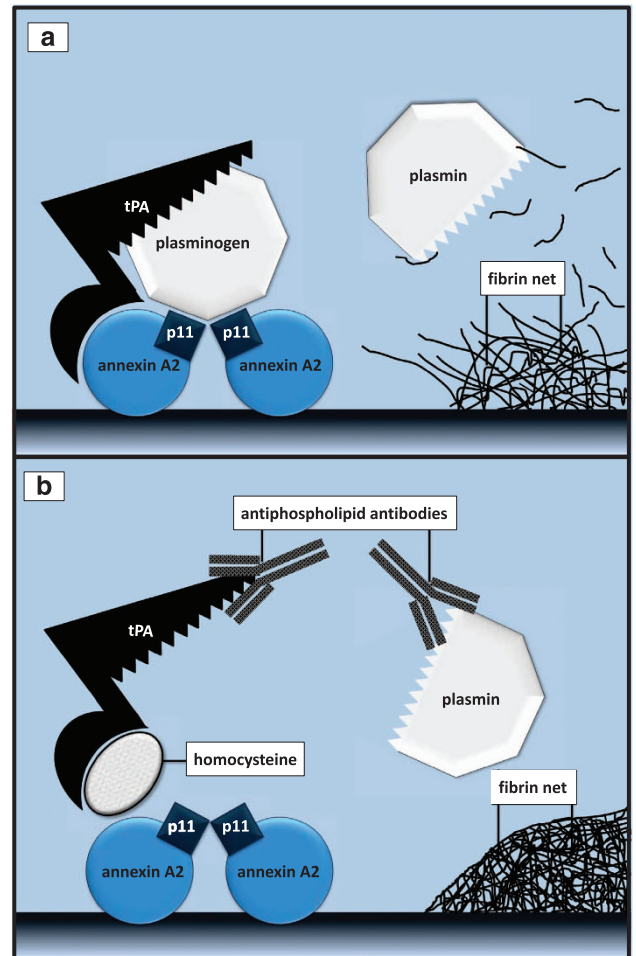 a
tPA
plasminogen
plasmin
fibrin net
p11
p11
annexin A2
annexin A2
b
antiphospholipid antibodies
tPA
plasmin
homocysteine
fibrin net
p11
p11
annexin A2
annexin A2